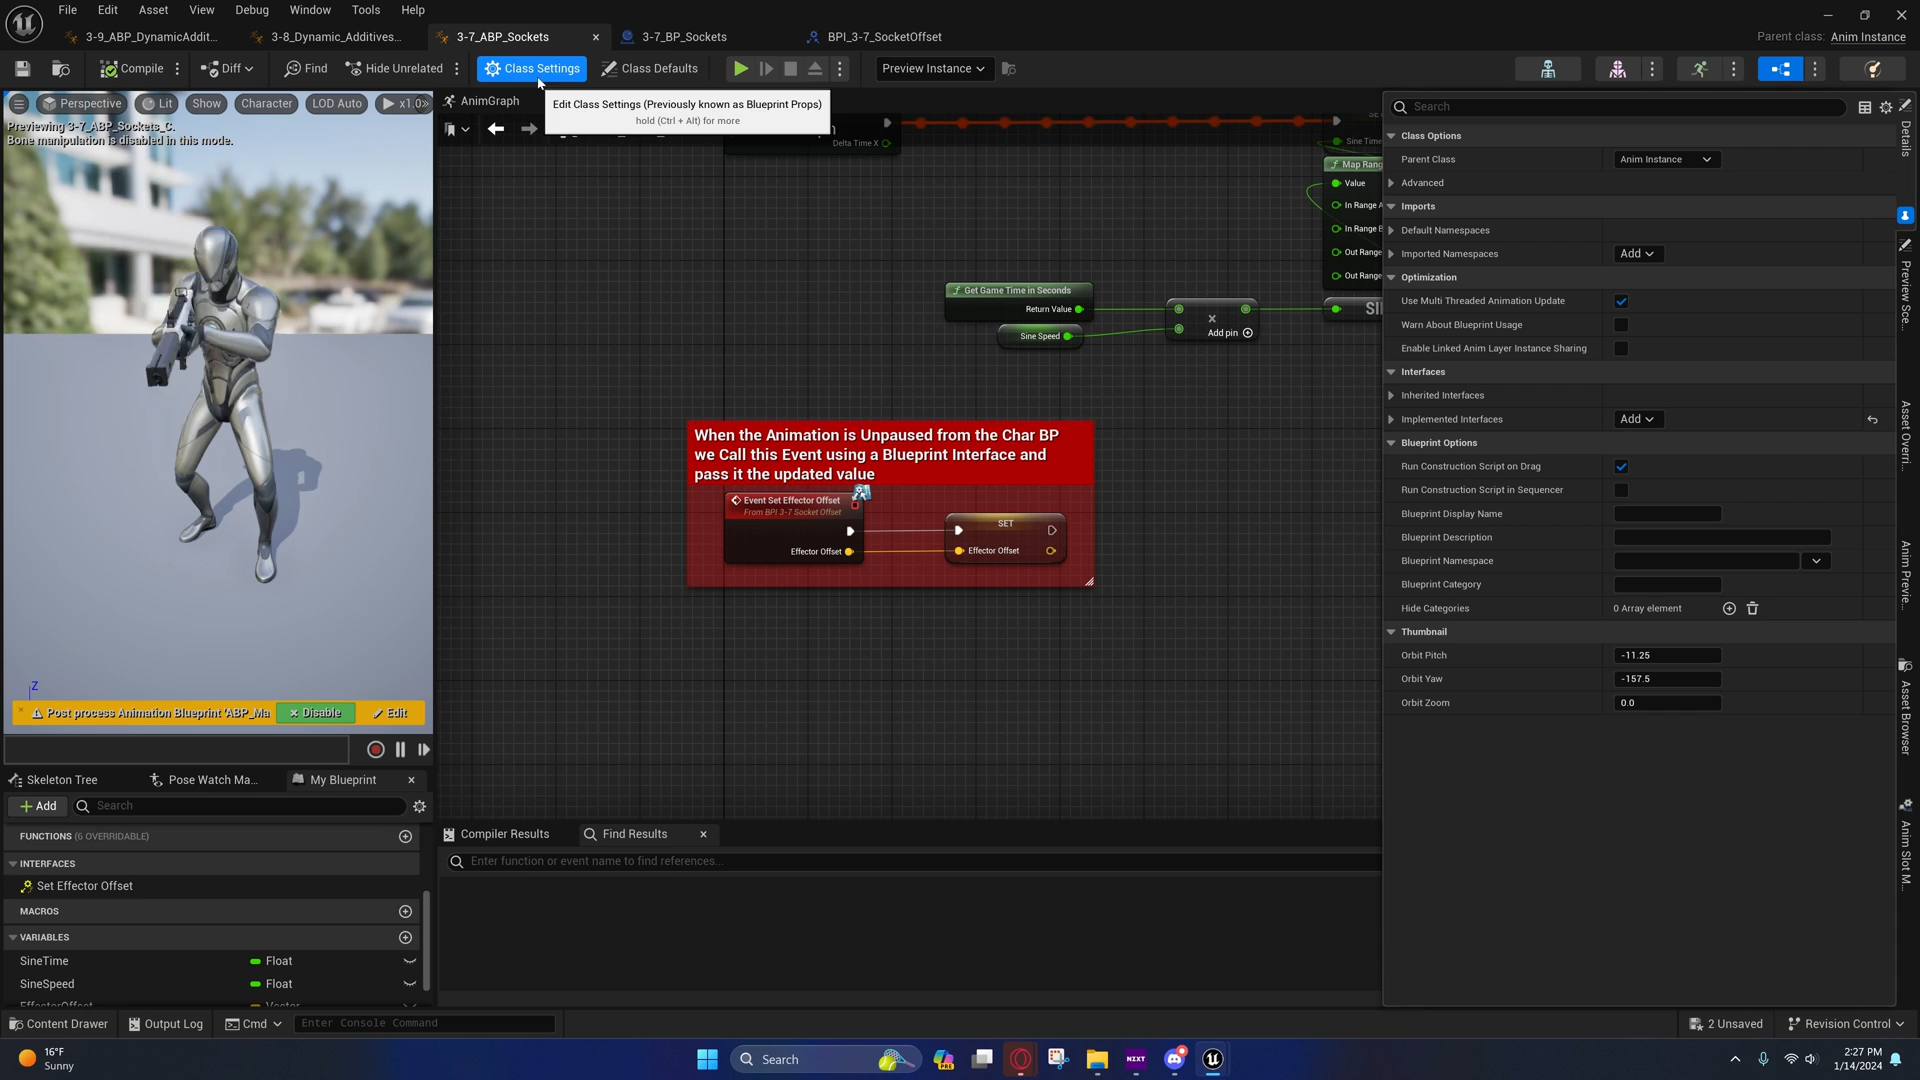 File Edit View Asset Debug Window Tools Help
3-9_ABP_DynamicAddit...
3-8_Dynamic_Additives...
3-7_ABP_Sockets
3-7_BP_Sockets
BPI_3-7_SocketOffset
Parent class: Anim Instance
Compile
Diff
Find
Hide Unrelated
Class Settings
Class Defaults
Preview Instance
Perspective
Lit
Show
Character
LOD Auto
x1.0
Previewing 3-7_ABP_Sockets_C.
Bone manipulation is disabled in this mode.
AnimGraph
Edit Class Settings (Previously known as Blueprint Props)
hold (Ctrl + Alt) for more
Delta Time X
Sine Time
Map Rang
Value
In Range A
In Range B
Out Range
Out Range
Get Game Time in Seconds
Return Value
Sine Speed
Add pin
When the Animation is Unpaused from the Char BP
we Call this Event using a Blueprint Interface and
pass it the updated value
Event Set Effector Offset
From BPI 3-7 Socket Offset
Effector Offset
SET
Effector Offset
Z
Post process Animation Blueprint 'ABP_Ma
Disable
Edit
Skeleton Tree
Pose Watch Ma...
My Blueprint
Add
Search
FUNCTIONS (6 OVERRIDABLE)
INTERFACES
Set Effector Offset
MACROS
VARIABLES
SineTime Float
SineSpeed Float
EffectorOffset Vector
Compiler Results
Find Results
Enter function or event name to find references...
Search
Class Options
Parent Class Anim Instance
Advanced
Imports
Default Namespaces
Imported Namespaces Add
Optimization
Use Multi Threaded Animation Update
Warn About Blueprint Usage
Enable Linked Anim Layer Instance Sharing
Interfaces
Inherited Interfaces
Implemented Interfaces Add
Blueprint Options
Run Construction Script on Drag
Run Construction Script in Sequencer
Blueprint Display Name
Blueprint Description
Blueprint Namespace
Blueprint Category
Hide Categories 0 Array element
Thumbnail
Orbit Pitch -11.25
Orbit Yaw -157.5
Orbit Zoom 0.0
Details
Preview Sce...
Asset Overri...
Anim Previe...
Asset Browser
Anim Slot M...
Content Drawer
Output Log
Cmd
Enter Console Command
2 Unsaved
Revision Control
16°F
Sunny
Search
PRE
NZXT
2:27 PM
1/14/2024